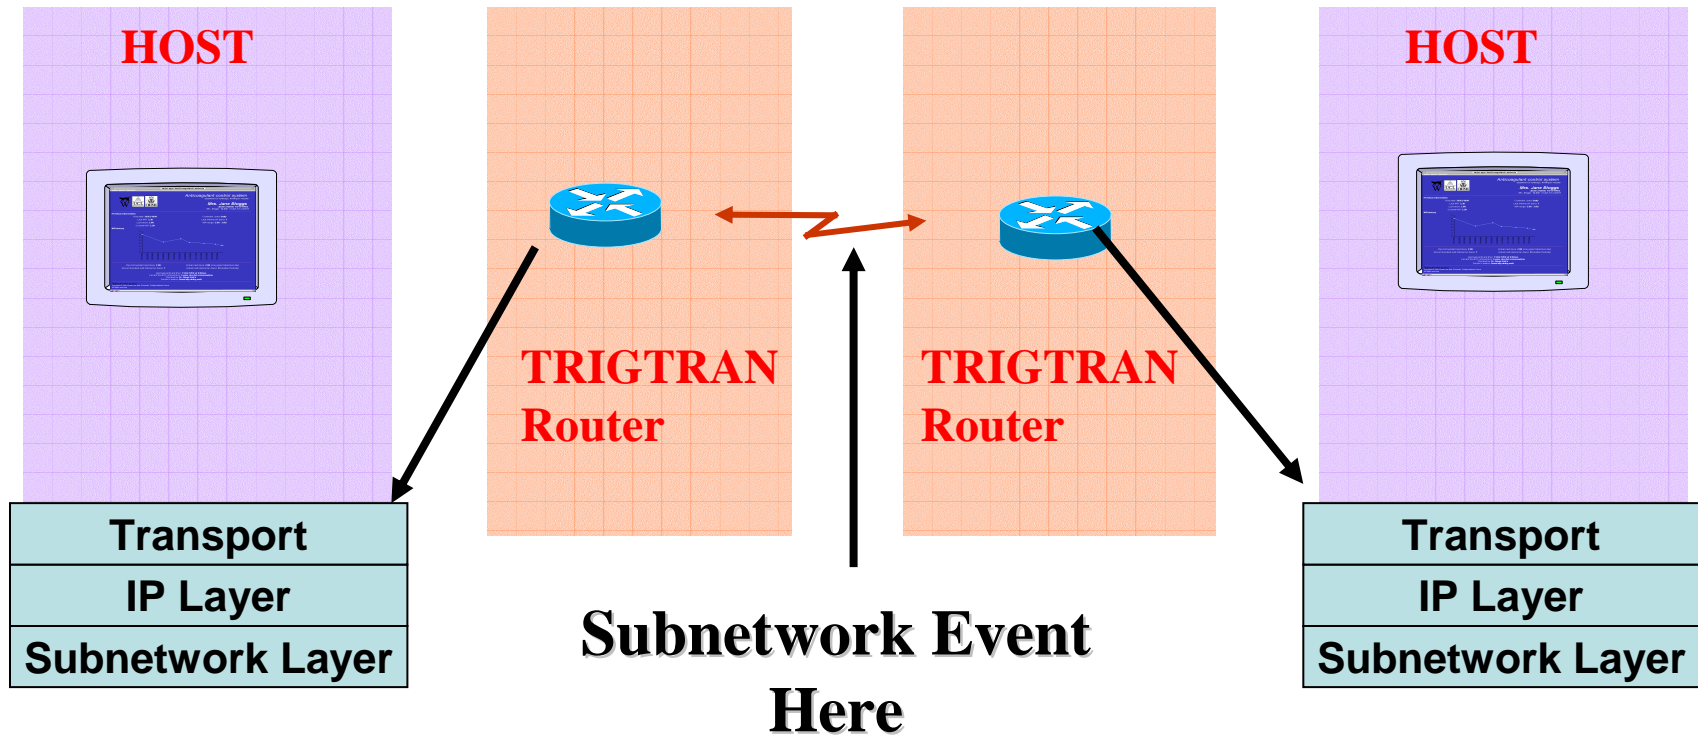 HOST
HOST
TRIGTRAN
Router
TRIGTRAN
Router
Transport
IP Layer
Subnetwork Layer
Transport
IP Layer
Subnetwork Layer
Subnetwork Event
Here